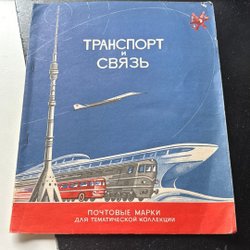 ТРАНСПОРТ
И
СВЯЗЬ
ПОЧТОВЫЕ МАРКИ
ДЛЯ ТЕМАТИЧЕСКОЙ КОЛЛЕКЦИИ